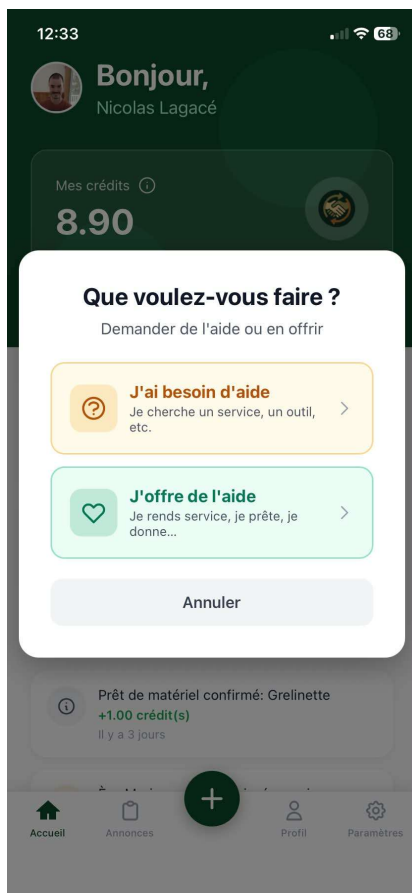 12:33
68
Bonjour,
Nicolas Lagacé
Mes crédits
8.90
Que voulez-vous faire ?
Demander de l'aide ou en offrir
J'ai besoin d'aide
Je cherche un service, un outil,
etc.
J'offre de l'aide
Je rends service, je prête, je
donne...
Annuler
Prêt de matériel confirmé: Grelinette
+1.00 crédit(s)
Il y a 3 jours
Accueil
Annonces
Profil
Paramètres